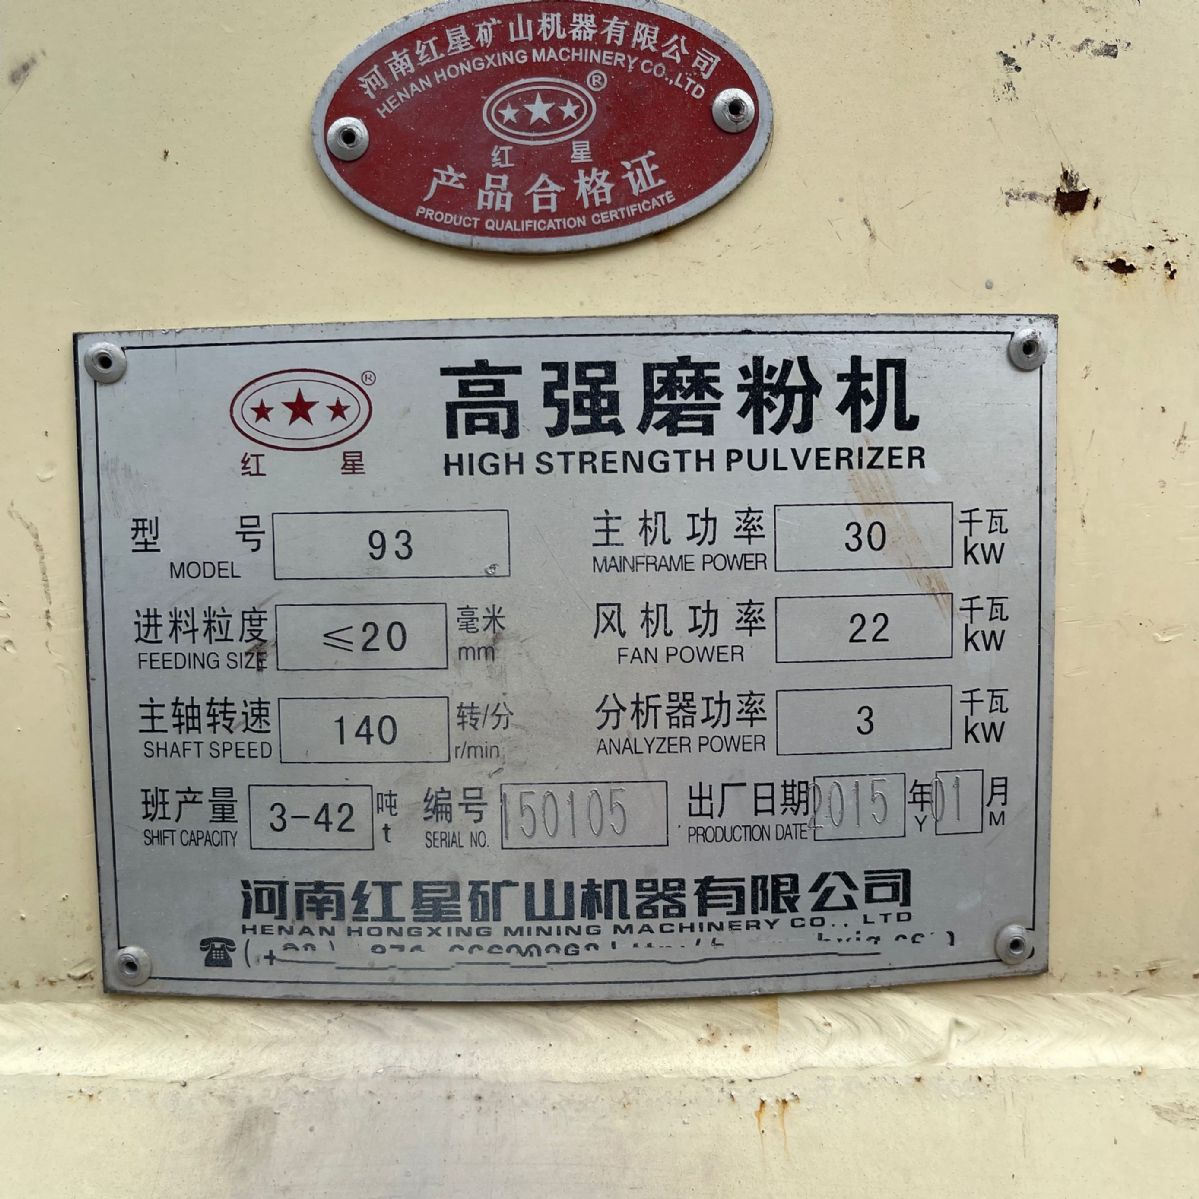 河南红星矿山机器有限公司
HENAN HONGXING MACHINERY CO.,LTD
®
红 星
产品合格证
PRODUCT QUALIFICATION CERTIFICATE
®
红 星
高强磨粉机
HIGH STRENGTH PULVERIZER
型 号 93
MODEL
主机功率 30 千瓦
MAINFRAME POWER kw
进料粒度 ≤20 毫米
FEEDING SIZE mm
风机功率 22 千瓦
FAN POWER kw
主轴转速 140 转/分
SHAFT SPEED r/min
分析器功率 3 千瓦
ANALYZER POWER kw
班产量 3-42 吨 编号 150105 出厂日期 2015 年 01 月
SHIFT CAPACITY t SERIAL NO. PRODUCTION DATE Y M
河南红星矿山机器有限公司
HENAN HONGXING MINING MACHINERY CO., LTD